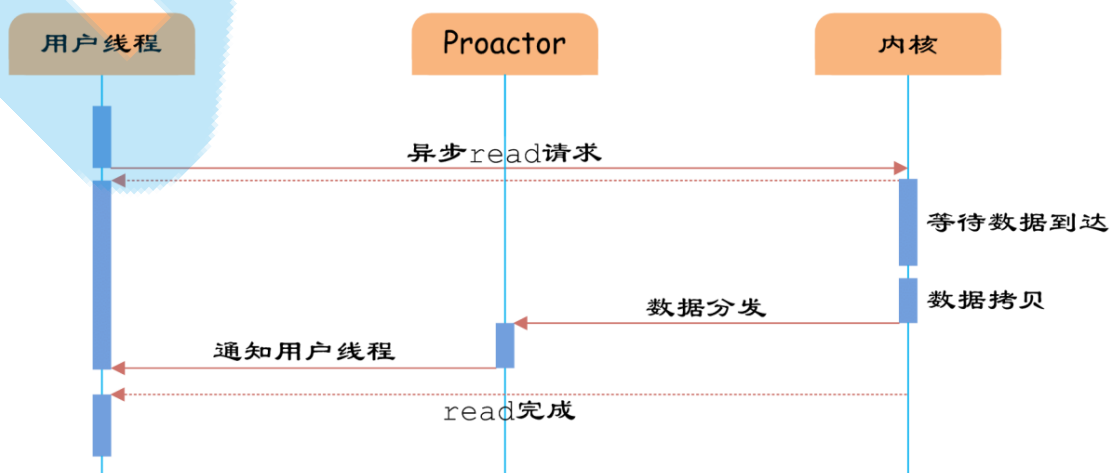 用户线程
Proactor
内核
异步read请求
等待数据到达
数据拷贝
数据分发
通知用户线程
read完成